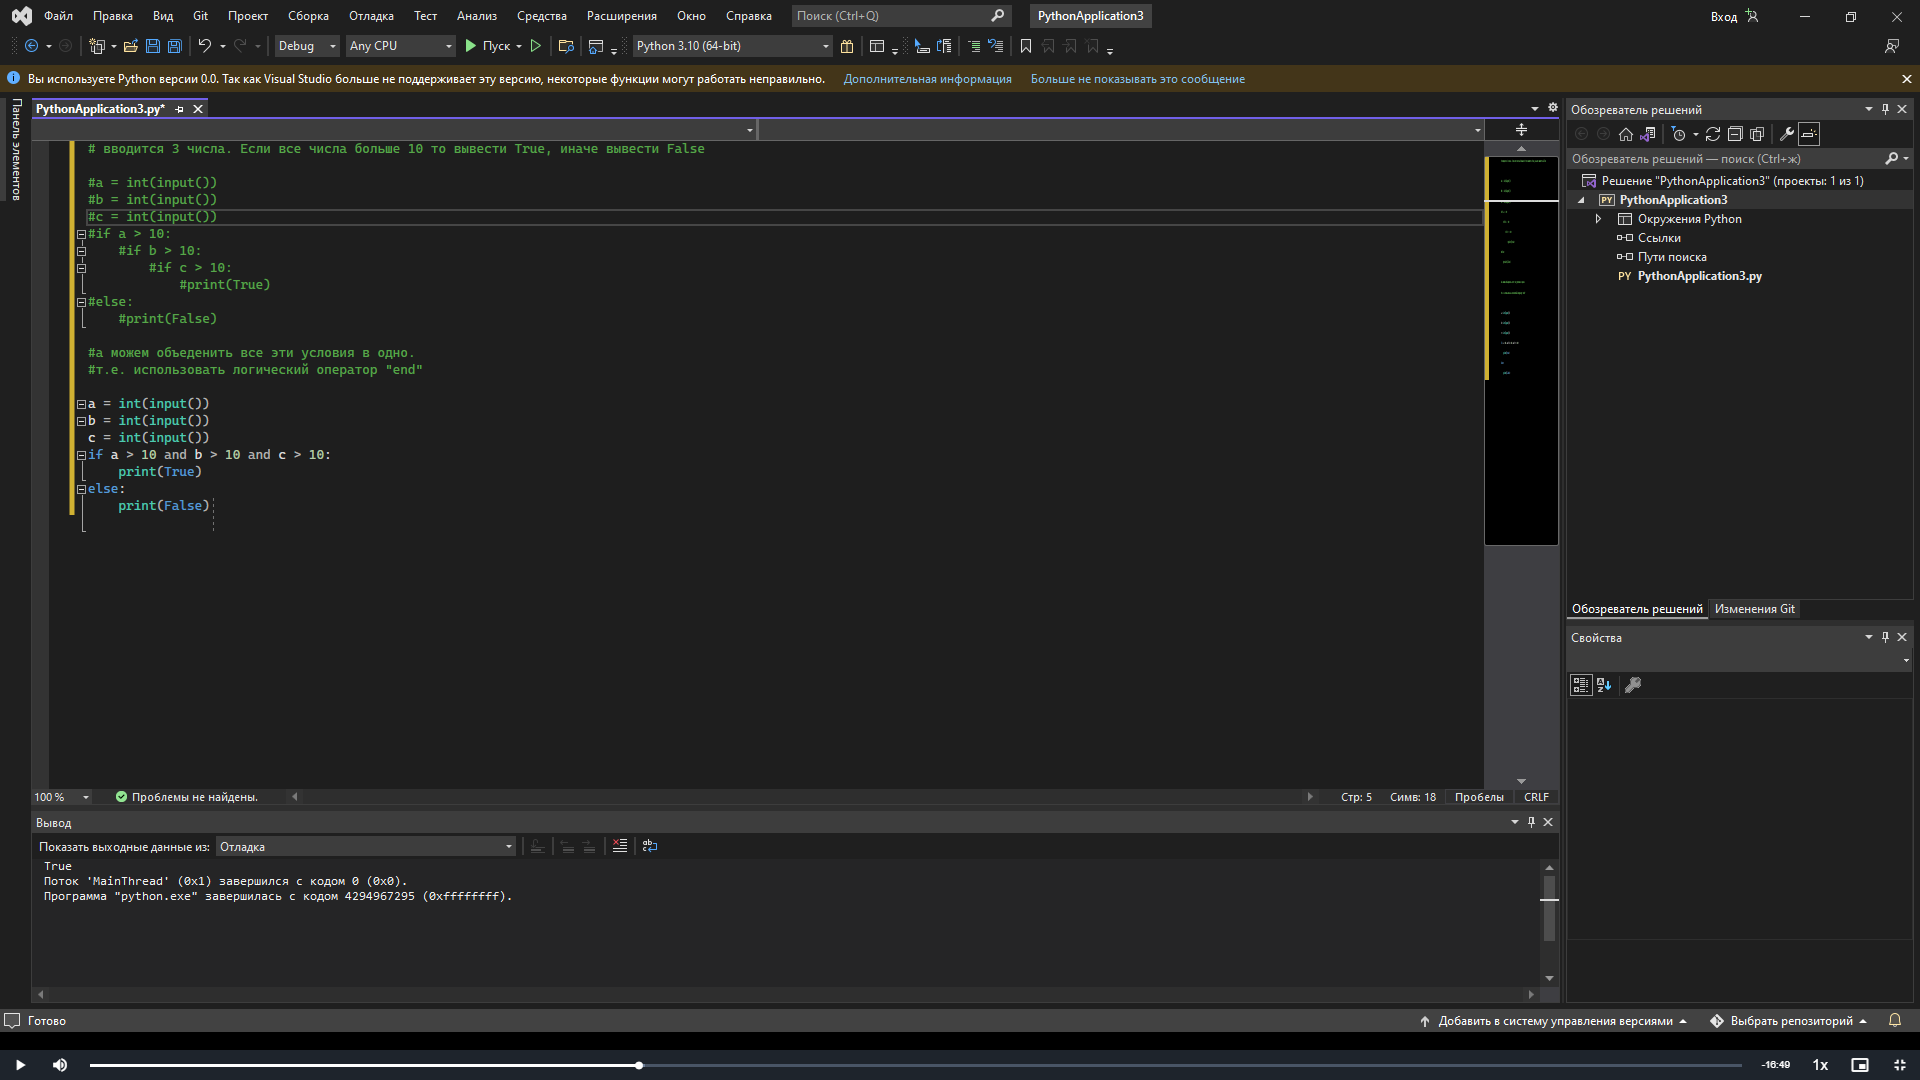 Файл Правка Вид Git Проект Сборка Отладка Тест Анализ Средства Расширения Окно Справка Поиск (Ctrl+Q) PythonApplication3 Вход
Debug Any CPU Пуск Python 3.10 (64-bit)
Вы используете Python версии 0.0. Так как Visual Studio больше не поддерживает эту версию, некоторые функции могут работать неправильно. Дополнительная информация Больше не показывать это сообщение
Панель элементов
PythonApplication3.py*
# вводится 3 числа. Если все числа больше 10 то вывести True, иначе вывести False
#a = int(input())
#b = int(input())
#c = int(input())
#if a > 10:
#if b > 10:
#if c > 10:
#print(True)
#else:
#print(False)
#а можем объеденить все эти условия в одно.
#т.е. использовать логический оператор "end"
a = int(input())
b = int(input())
c = int(input())
if a > 10 and b > 10 and c > 10:
print(True)
else:
print(False)
100 % Проблемы не найдены. Стр: 5 Симв: 18 Пробелы CRLF
Вывод
Показать выходные данные из: Отладка
True
Поток 'MainThread' (0x1) завершился с кодом 0 (0x0).
Программа "python.exe" завершилась с кодом 4294967295 (0xffffffff).
Обозреватель решений
Обозреватель решений — поиск (Ctrl+ж)
Решение "PythonApplication3" (проекты: 1 из 1)
PY PythonApplication3
Окружения Python
Ссылки
Пути поиска
PY PythonApplication3.py
Обозреватель решений Изменения Git
Свойства
Готово Добавить в систему управления версиями Выбрать репозиторий
-16:49 1x